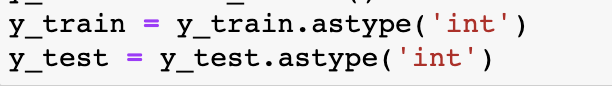 y_train = y_train.astype('int')
y_test = y_test.astype('int')